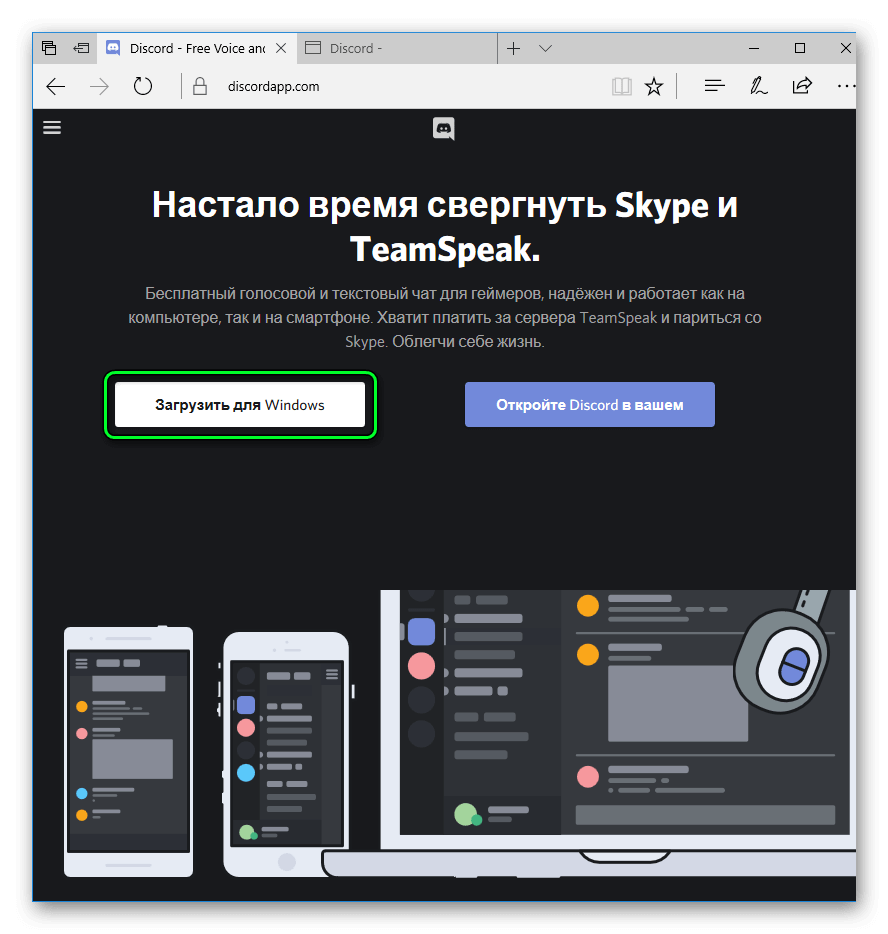 Discord - Free Voice and
Discord -
discordapp.com
Настало время свергнуть Skype и
TeamSpeak.
Бесплатный голосовой и текстовый чат для геймеров, надёжен и работает как на
компьютере, так и на смартфоне. Хватит платить за сервера TeamSpeak и париться со
Skype. Облегчи себе жизнь.
Загрузить для Windows
Откройте Discord в вашем